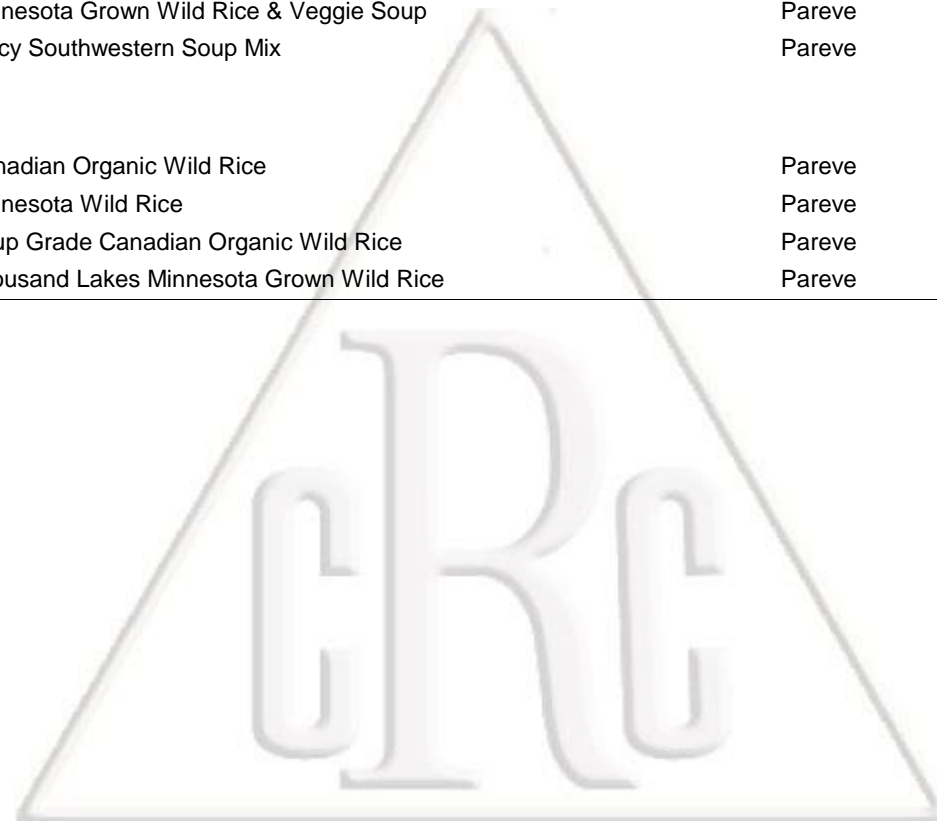 nesota Grown Wild Rice & Veggie Soup Pareve
cy Southwestern Soup Mix Pareve
nadian Organic Wild Rice Pareve
nesota Wild Rice Pareve
up Grade Canadian Organic Wild Rice Pareve
ousand Lakes Minnesota Grown Wild Rice Pareve
cRc